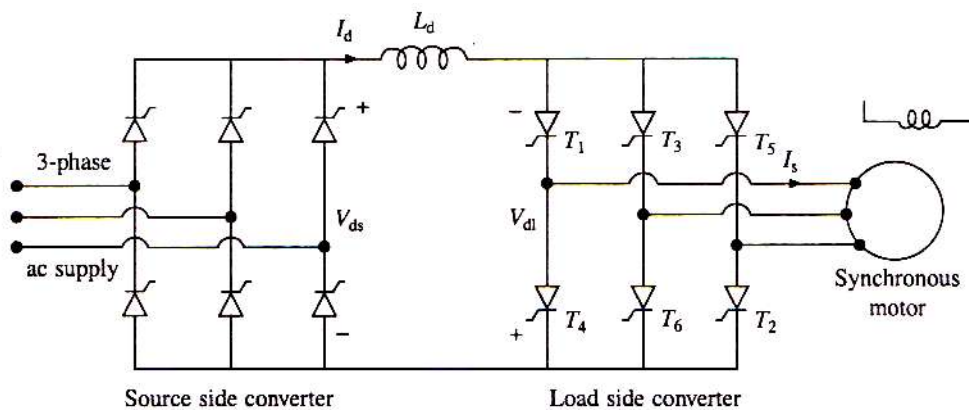 I_d
L_d
+
−
T_1
T_3
T_5
3-phase
I_s
V_ds
V_dl
ac supply
−
+
T_4
T_6
T_2
Synchronous
motor
Source side converter
Load side converter